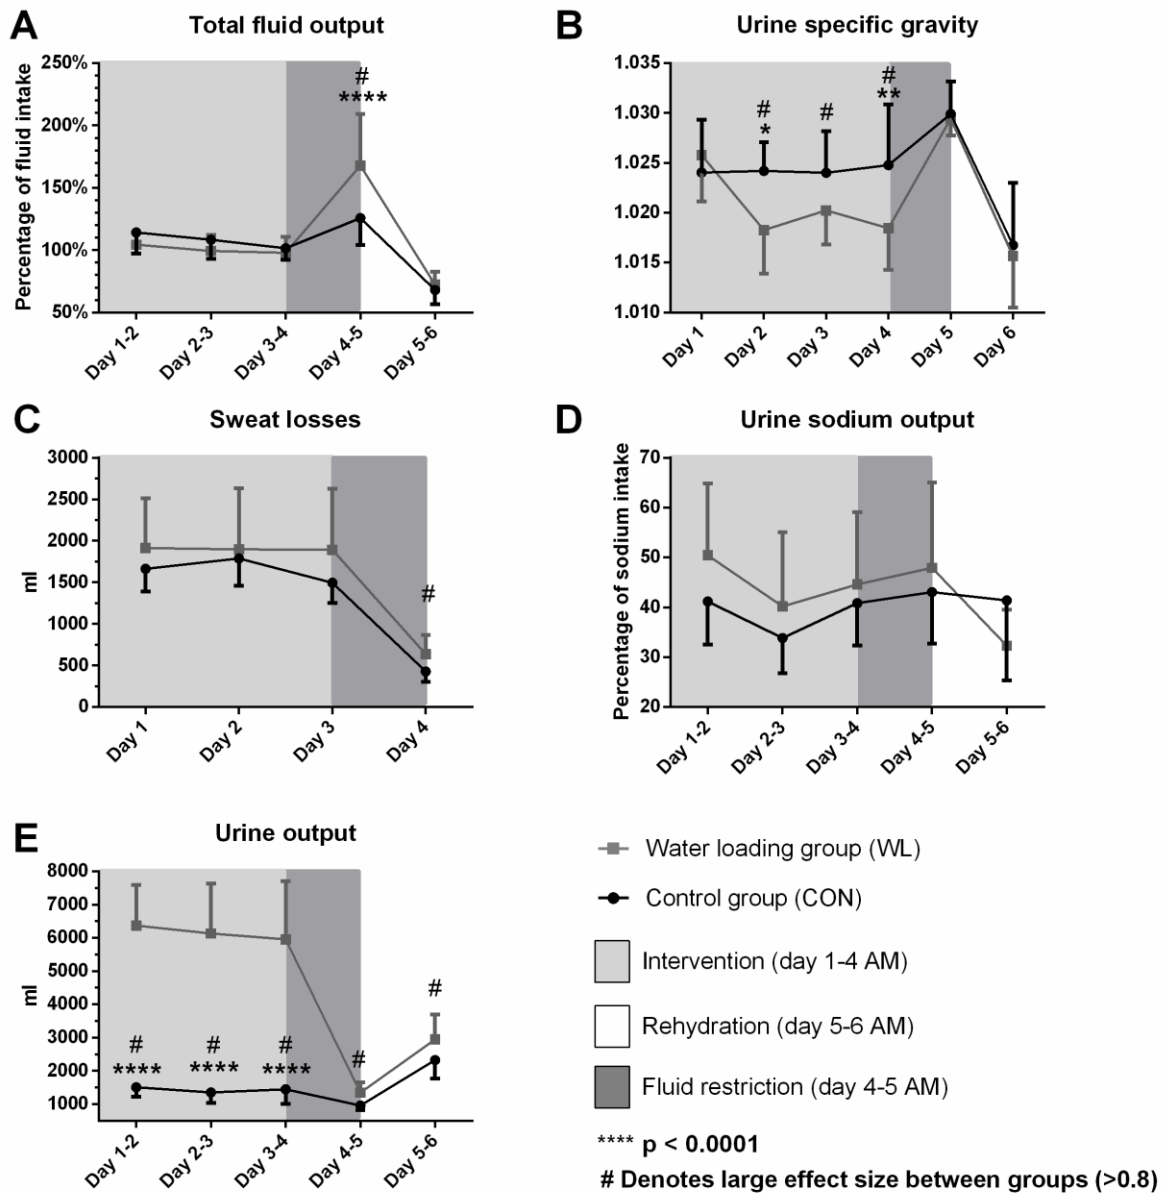 A
Total fluid output
Percentage of fluid intake
250%
200%
150%
100%
50%
#
****
Day 1-2
Day 2-3
Day 3-4
Day 4-5
Day 5-6
B
Urine specific gravity
1.035
1.030
1.025
1.020
1.015
1.010
#
*
#
#
**
Day 1
Day 2
Day 3
Day 4
Day 5
Day 6
C
Sweat losses
ml
3000
2500
2000
1500
1000
500
0
#
Day 1
Day 2
Day 3
Day 4
D
Urine sodium output
Percentage of sodium intake
70
60
50
40
30
20
Day 1-2
Day 2-3
Day 3-4
Day 4-5
Day 5-6
E
Urine output
ml
8000
7000
6000
5000
4000
3000
2000
1000
#
****
#
****
#
****
#
#
Day 1-2
Day 2-3
Day 3-4
Day 4-5
Day 5-6
Water loading group (WL)
Control group (CON)
Intervention (day 1-4 AM)
Rehydration (day 5-6 AM)
Fluid restriction (day 4-5 AM)
**** p < 0.0001
# Denotes large effect size between groups (>0.8)